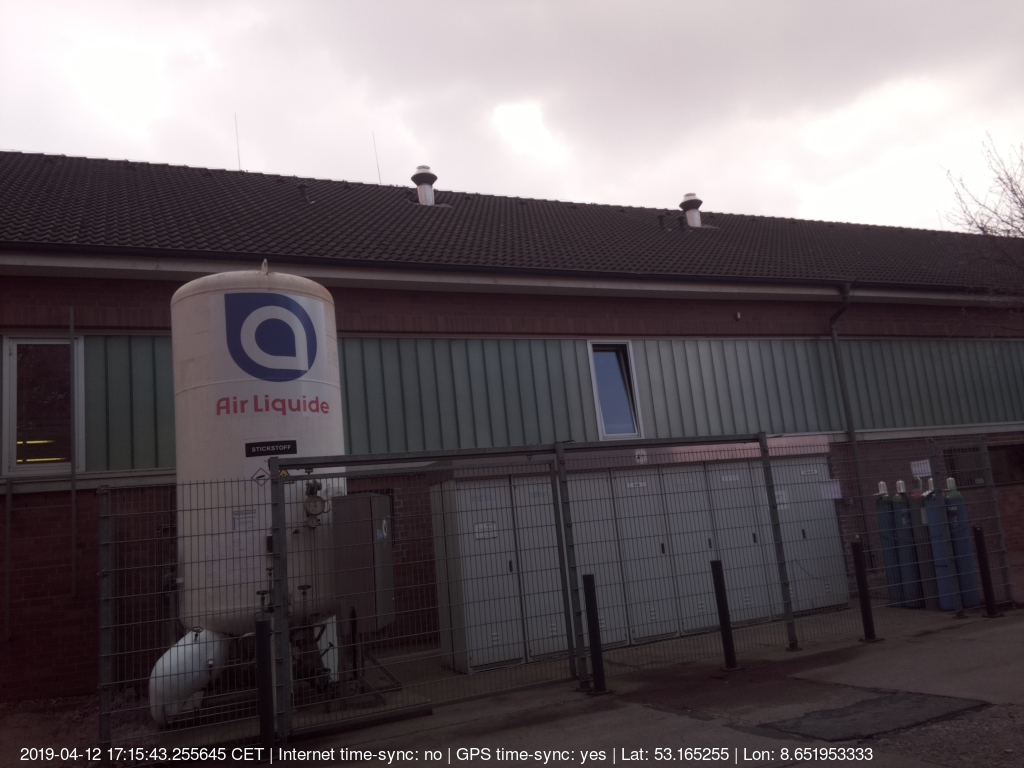 Air Liquide
STICKSTOFF
2019-04-12 17:15:43.255645 CET | Internet time-sync: no | GPS time-sync: yes | Lat: 53.165255 | Lon: 8.651953333